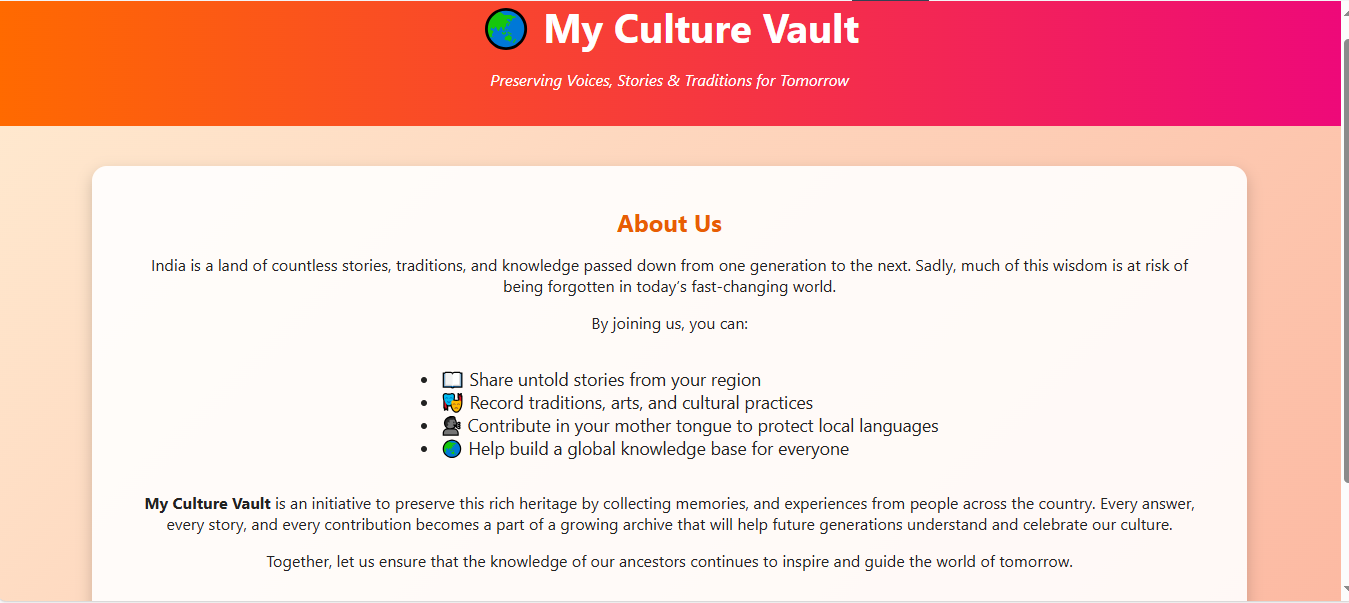 My Culture Vault
Preserving Voices, Stories & Traditions for Tomorrow
About Us
India is a land of countless stories, traditions, and knowledge passed down from one generation to the next. Sadly, much of this wisdom is at risk of
being forgotten in today’s fast-changing world.
By joining us, you can:
• Share untold stories from your region
• Record traditions, arts, and cultural practices
• Contribute in your mother tongue to protect local languages
• Help build a global knowledge base for everyone
My Culture Vault is an initiative to preserve this rich heritage by collecting memories, and experiences from people across the country. Every answer,
every story, and every contribution becomes a part of a growing archive that will help future generations understand and celebrate our culture.
Together, let us ensure that the knowledge of our ancestors continues to inspire and guide the world of tomorrow.